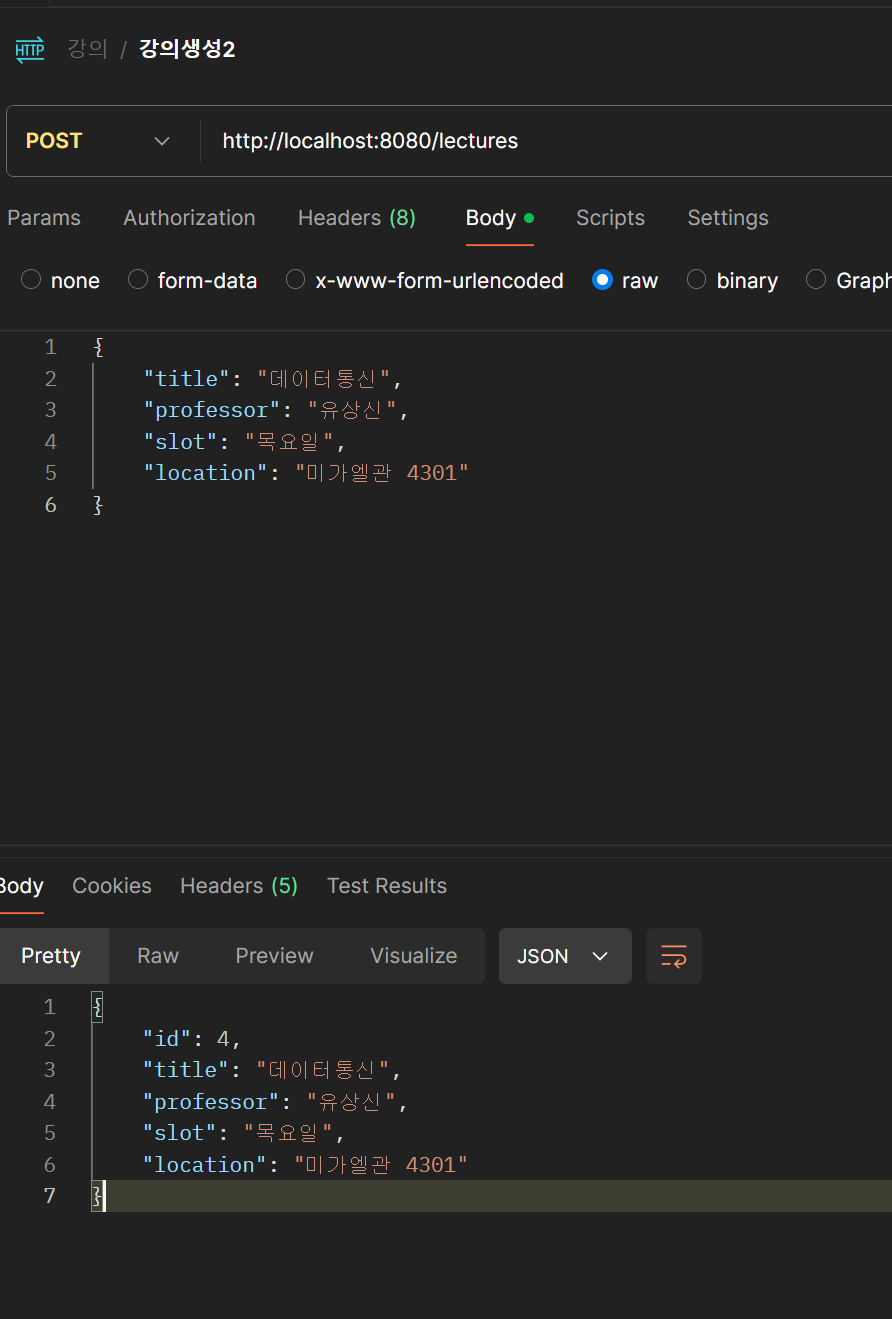 HTTP 강의 / 강의생성2
POST http://localhost:8080/lectures
Params Authorization Headers (8) Body Scripts Settings
none form-data x-www-form-urlencoded raw binary Graph
1 {
2 "title": "데이터통신",
3 "professor": "유상신",
4 "slot": "목요일",
5 "location": "미가엘관 4301"
6 }
Body Cookies Headers (5) Test Results
Pretty Raw Preview Visualize JSON
1 {
2 "id": 4,
3 "title": "데이터통신",
4 "professor": "유상신",
5 "slot": "목요일",
6 "location": "미가엘관 4301"
7 }